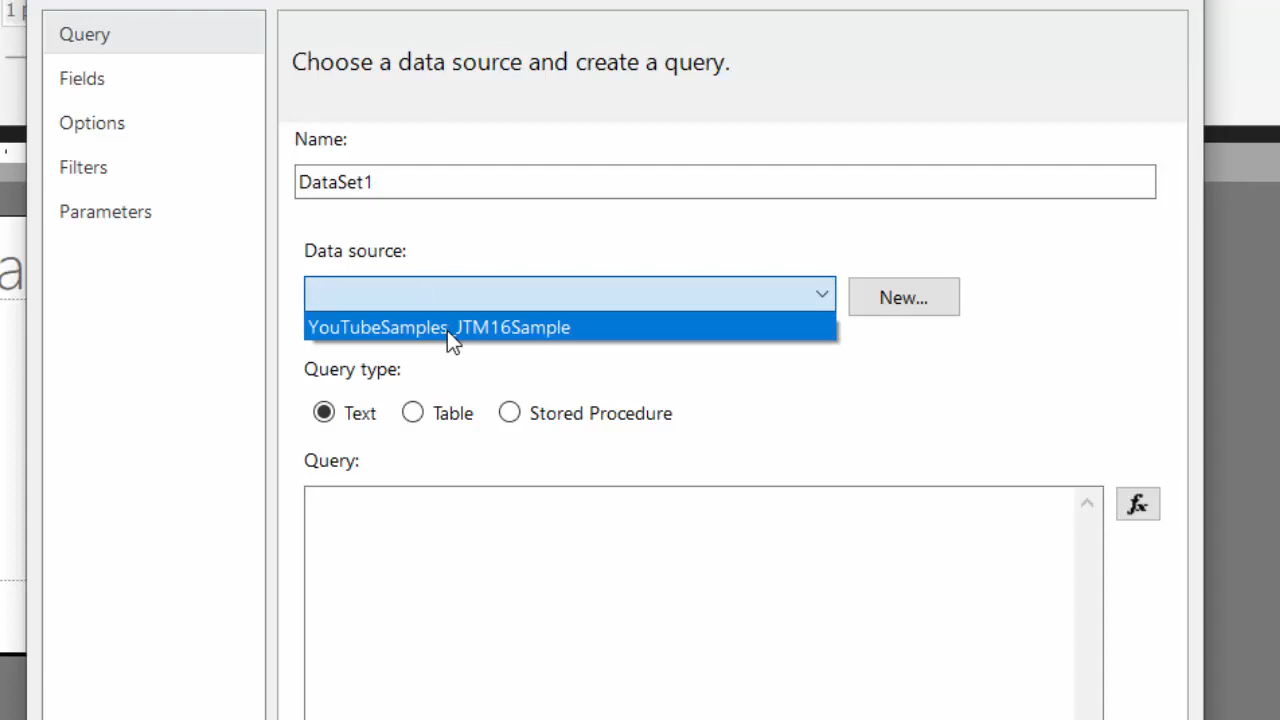 Query
Fields
Options
Filters
Parameters
Choose a data source and create a query.
Name:
DataSet1
Data source:
New...
YouTubeSamples_JTM16Sample
Query type:
Text
Table
Stored Procedure
Query:
fx